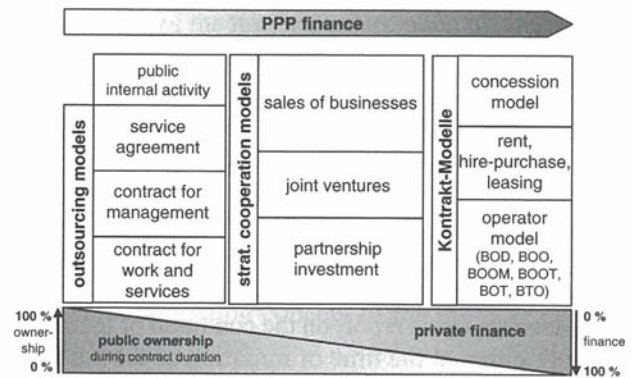 PPP finance
outsourcing models
public
internal activity
service
agreement
contract for
management
contract for
work and
services
strat. cooperation models
sales of businesses
joint ventures
partnership
investment
Kontrakt-Modelle
concession
model
rent,
hire-purchase,
leasing
operator
model
(BOD, BOO,
BOOM, BOOT,
BOT, BTO)
100 %
owner-
ship
0 %
public ownership
during contract duration
private finance
0 %
finance
100 %